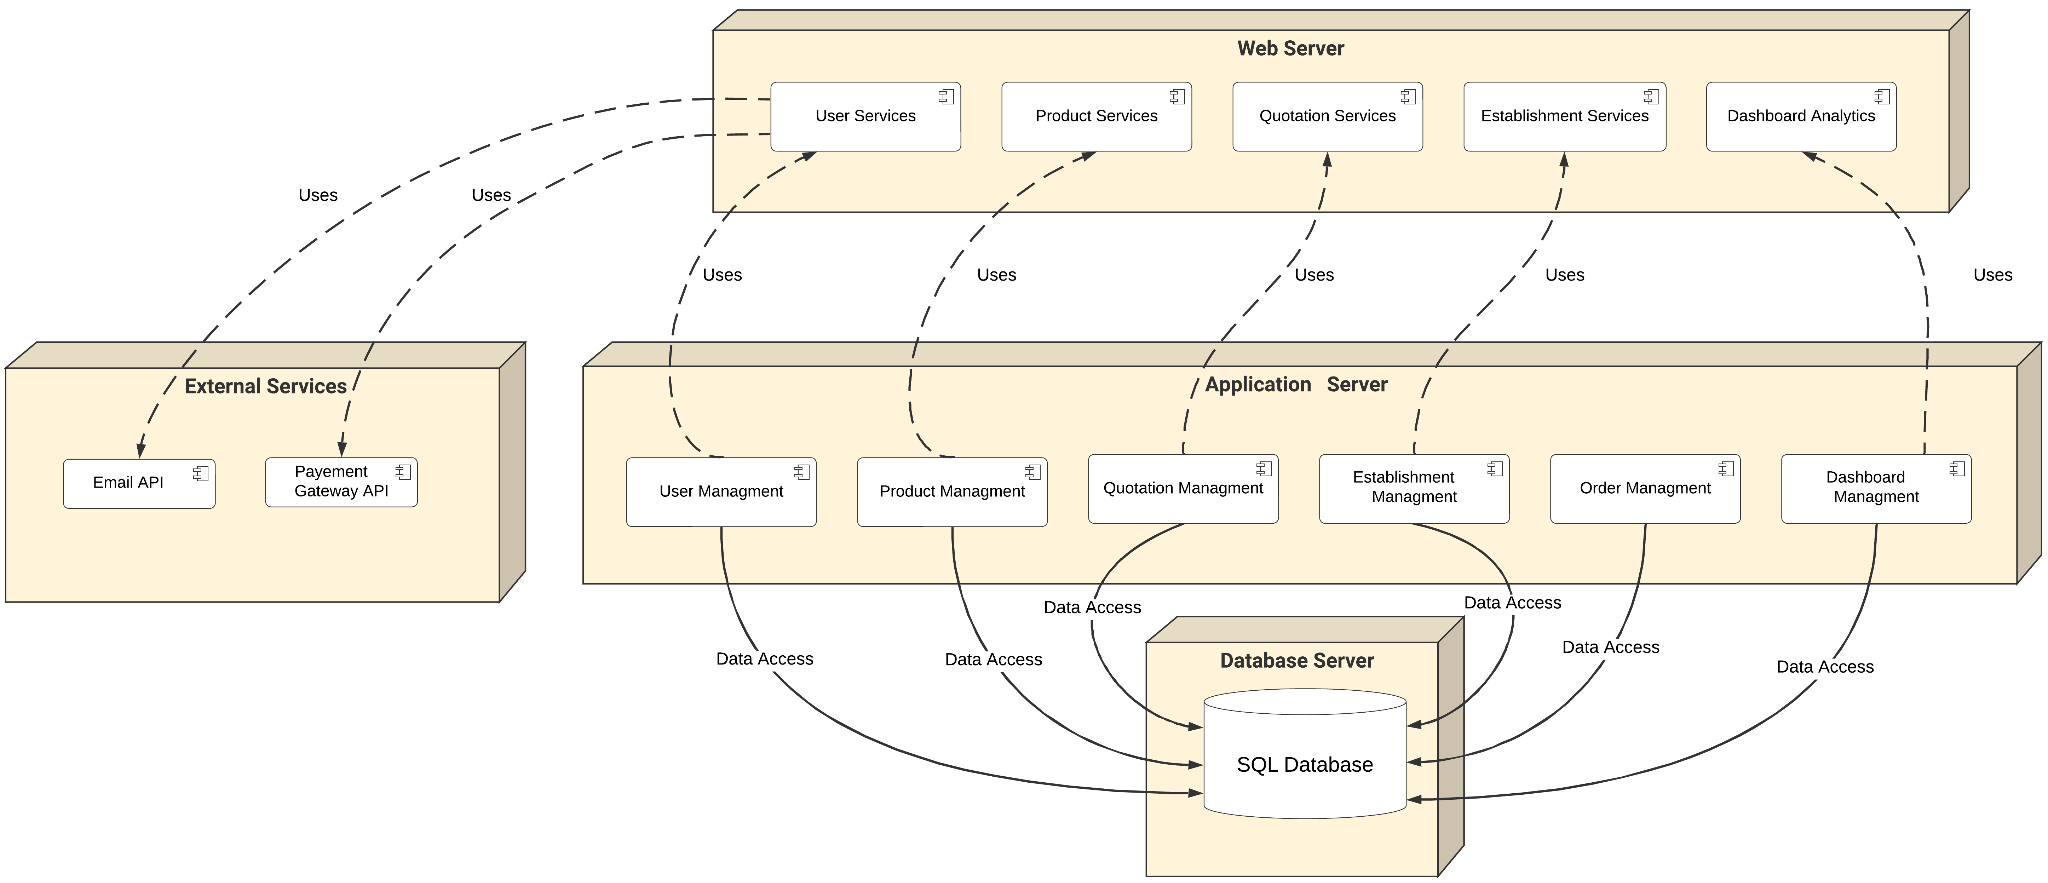 Web Server
User Services
Product Services
Quotation Services
Establishment Services
Dashboard Analytics
Uses
Uses
Uses
Uses
Uses
Uses
Uses
External Services
Email API
Payement
Gateway API
Application Server
User Managment
Product Managment
Quotation Managment
Establishment
Managment
Order Managment
Dashboard
Managment
Data Access
Data Access
Data Access
Data Access
Data Access
Data Access
Database Server
SQL Database